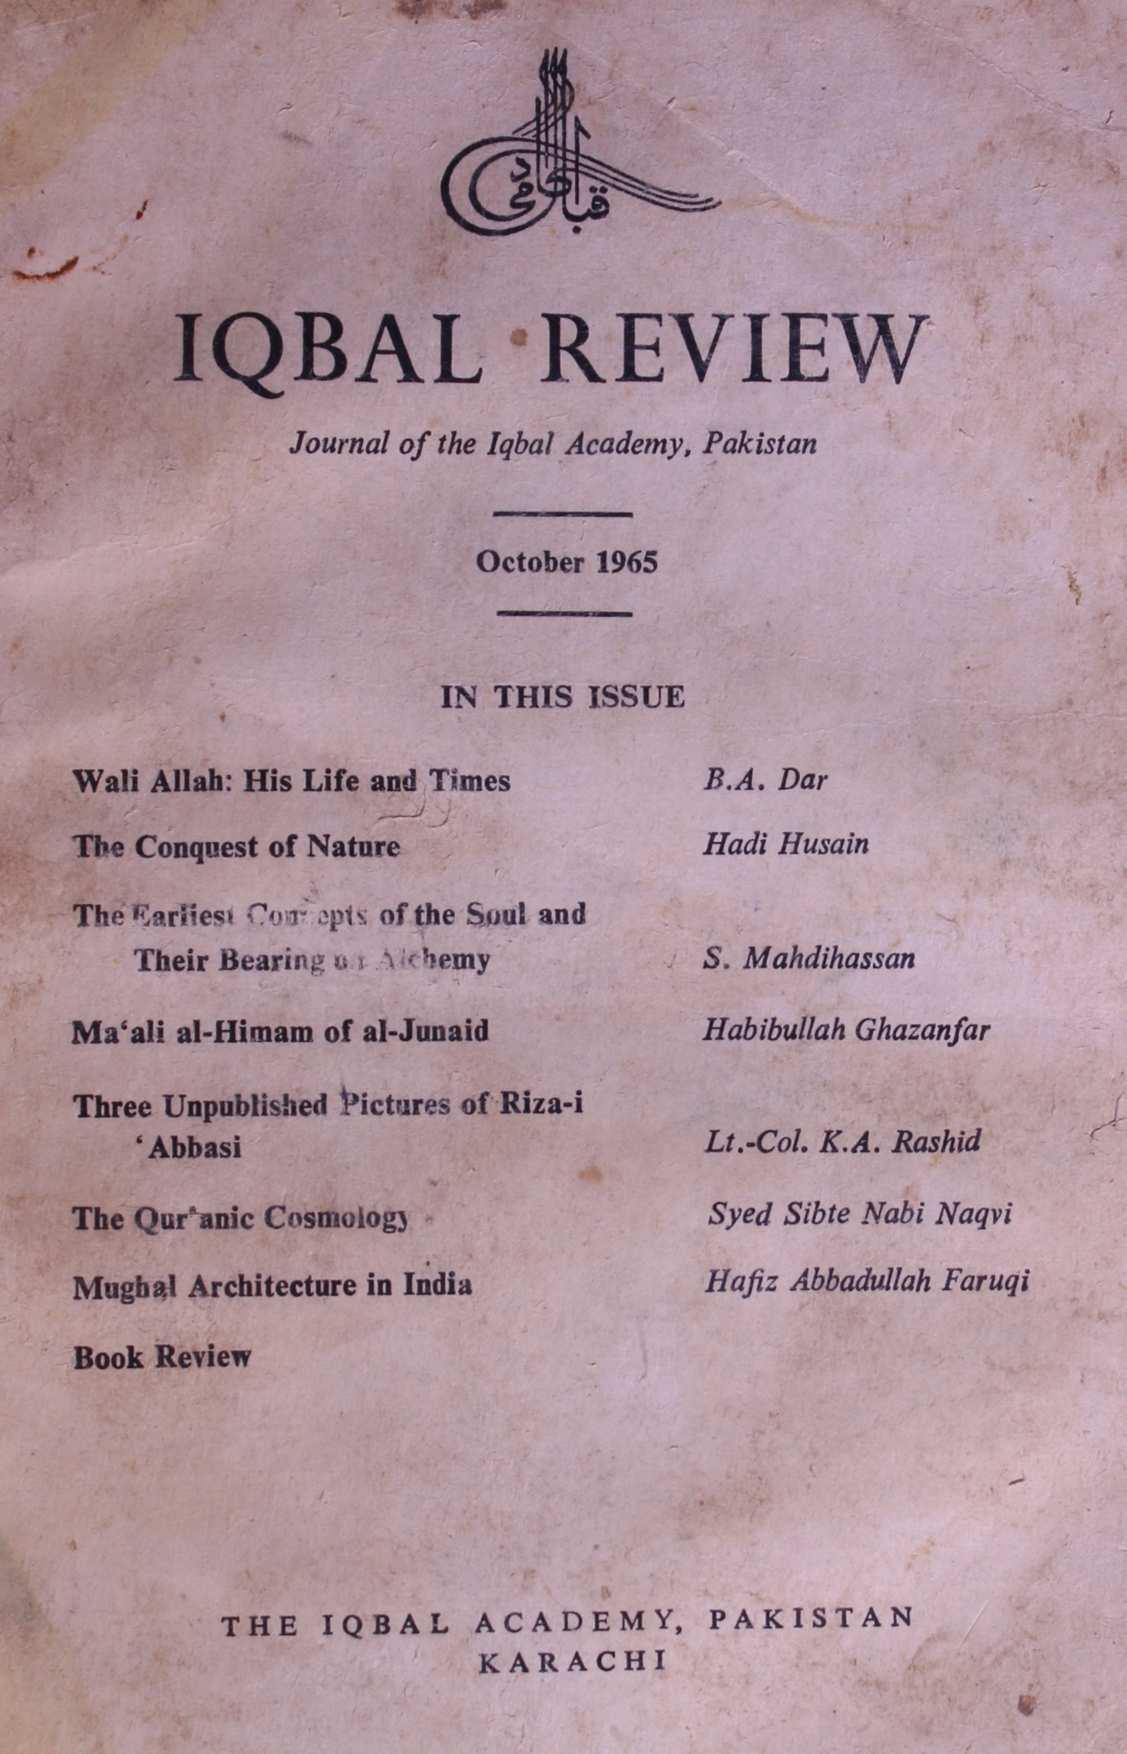 اقبال اکادمی
IQBAL REVIEW
Journal of the Iqbal Academy, Pakistan
October 1965
IN THIS ISSUE
Wali Allah: His Life and Times B.A. Dar
The Conquest of Nature Hadi Husain
The Earliest Concepts of the Soul and
Their Bearing on Alchemy S. Mahdihassan
Ma‘ali al-Himam of al-Junaid Habibullah Ghazanfar
Three Unpublished Pictures of Riza-i
‘Abbasi Lt.-Col. K.A. Rashid
The Qur'anic Cosmology Syed Sibte Nabi Naqvi
Mughal Architecture in India Hafiz Abbadullah Faruqi
Book Review
THE IQBAL ACADEMY, PAKISTAN
KARACHI